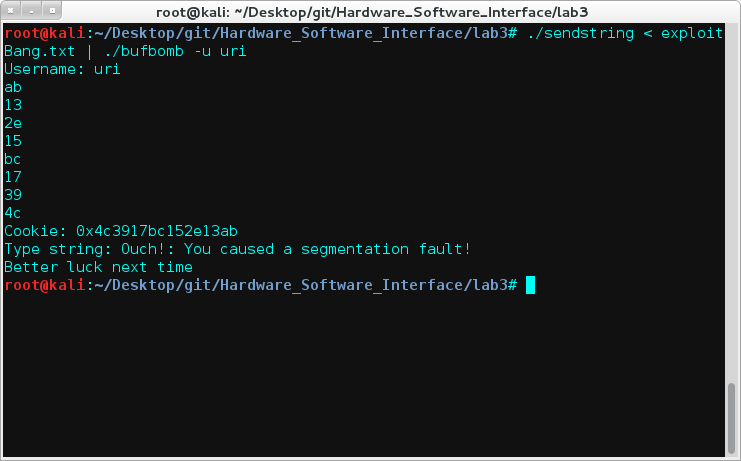 root@kali: ~/Desktop/git/Hardware_Software_Interface/lab3
root@kali:~/Desktop/git/Hardware_Software_Interface/lab3# ./sendstring < exploit
Bang.txt | ./bufbomb -u uri
Username: uri
ab
13
2e
15
bc
17
39
4c
Cookie: 0x4c3917bc152e13ab
Type string: Ouch!: You caused a segmentation fault!
Better luck next time
root@kali:~/Desktop/git/Hardware_Software_Interface/lab3#